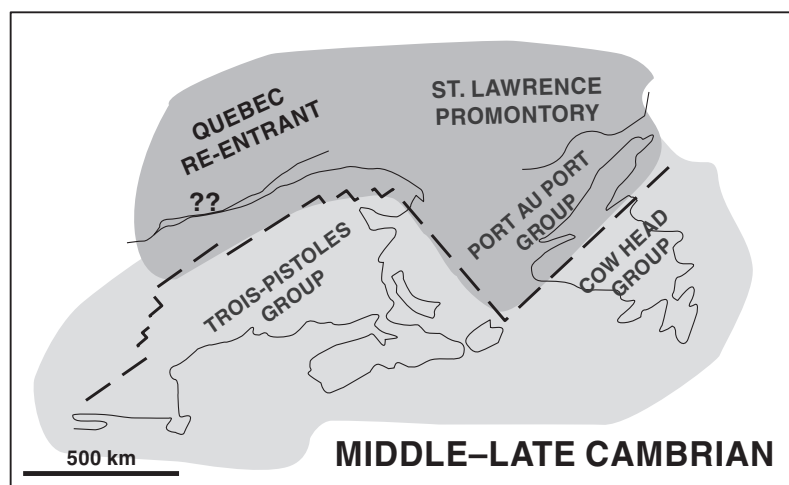 QUEBEC
RE-ENTRANT
ST. LAWRENCE
PROMONTORY
??
PORT AU PORT
GROUP
TROIS-PISTOLES
GROUP
COW HEAD
GROUP
500 km
MIDDLE–LATE CAMBRIAN